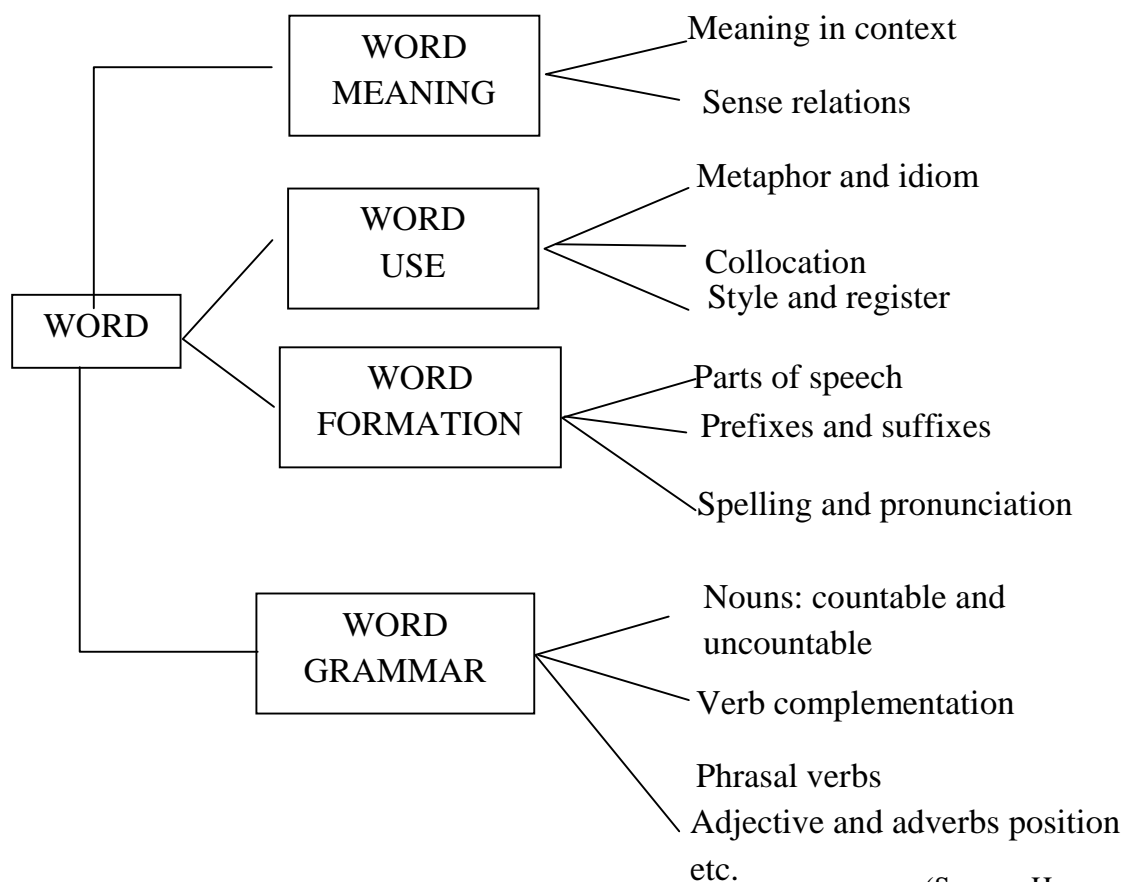 WORD
WORD
MEANING
Meaning in context
Sense relations
WORD
USE
Metaphor and idiom
Collocation
Style and register
WORD
FORMATION
Parts of speech
Prefixes and suffixes
Spelling and pronunciation
WORD
GRAMMAR
Nouns: countable and
uncountable
Verb complementation
Phrasal verbs
Adjective and adverbs position
etc.